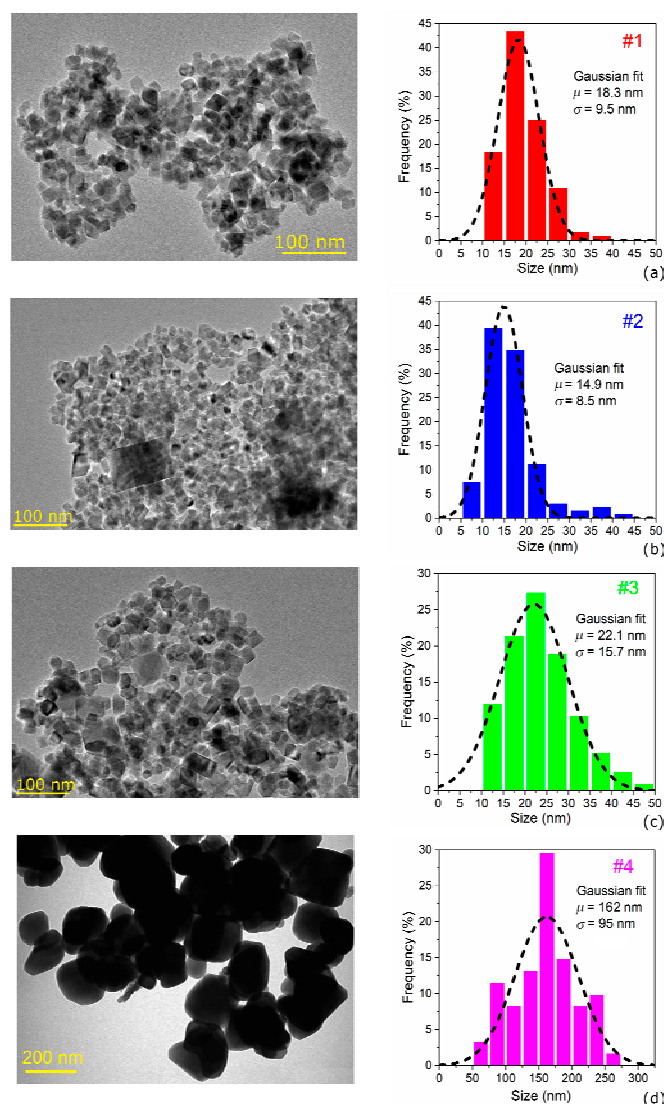 100 nm
45
40
35
30
25
20
15
10
5
0
Frequency (%)
#1
Gaussian fit
μ = 18.3 nm
σ = 9.5 nm
0 5 10 15 20 25 30 35 40 45 50
Size (nm)
(a)
100 nm
45
40
35
30
25
20
15
10
5
0
Frequency (%)
#2
Gaussian fit
μ = 14.9 nm
σ = 8.5 nm
0 5 10 15 20 25 30 35 40 45 50
Size (nm)
(b)
100 nm
30
25
20
15
10
5
0
Frequency (%)
#3
Gaussian fit
μ = 22.1 nm
σ = 15.7 nm
0 5 10 15 20 25 30 35 40 45 50
Size (nm)
(c)
200 nm
30
25
20
15
10
5
0
Frequency (%)
#4
Gaussian fit
μ = 162 nm
σ = 95 nm
0 50 100 150 200 250 300
Size (nm)
(d)